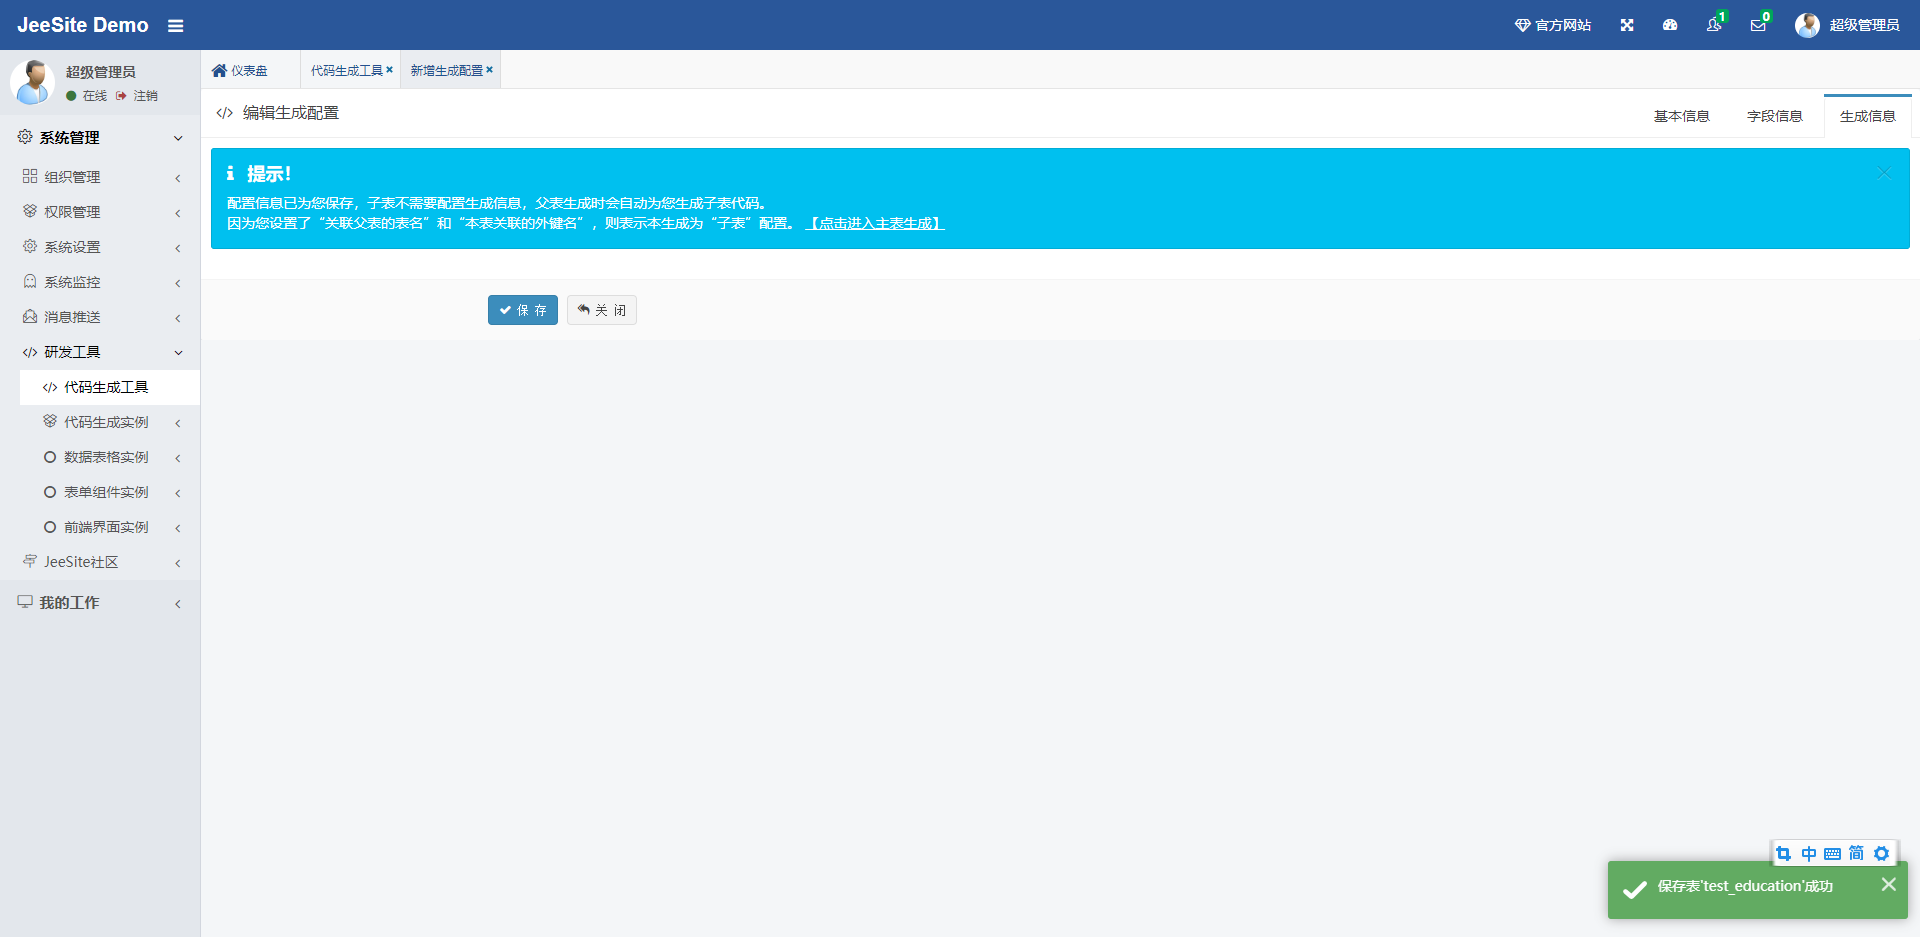 JeeSite Demo
官方网站
1
0
超级管理员
超级管理员
在线
注销
仪表盘
代码生成工具
新增生成配置
编辑生成配置
基本信息
字段信息
生成信息
提示！
配置信息已为您保存，子表不需要配置生成信息，父表生成时会自动为您生成子表代码。
因为您设置了“关联父表的表名”和“本表关联的外键名”，则表示本生成为“子表”配置。【点击进入主表生成】
保 存
关 闭
系统管理
组织管理
权限管理
系统设置
系统监控
消息推送
研发工具
代码生成工具
代码生成实例
数据表格实例
表单组件实例
前端界面实例
JeeSite社区
我的工作
中
简
保存表'test_education'成功